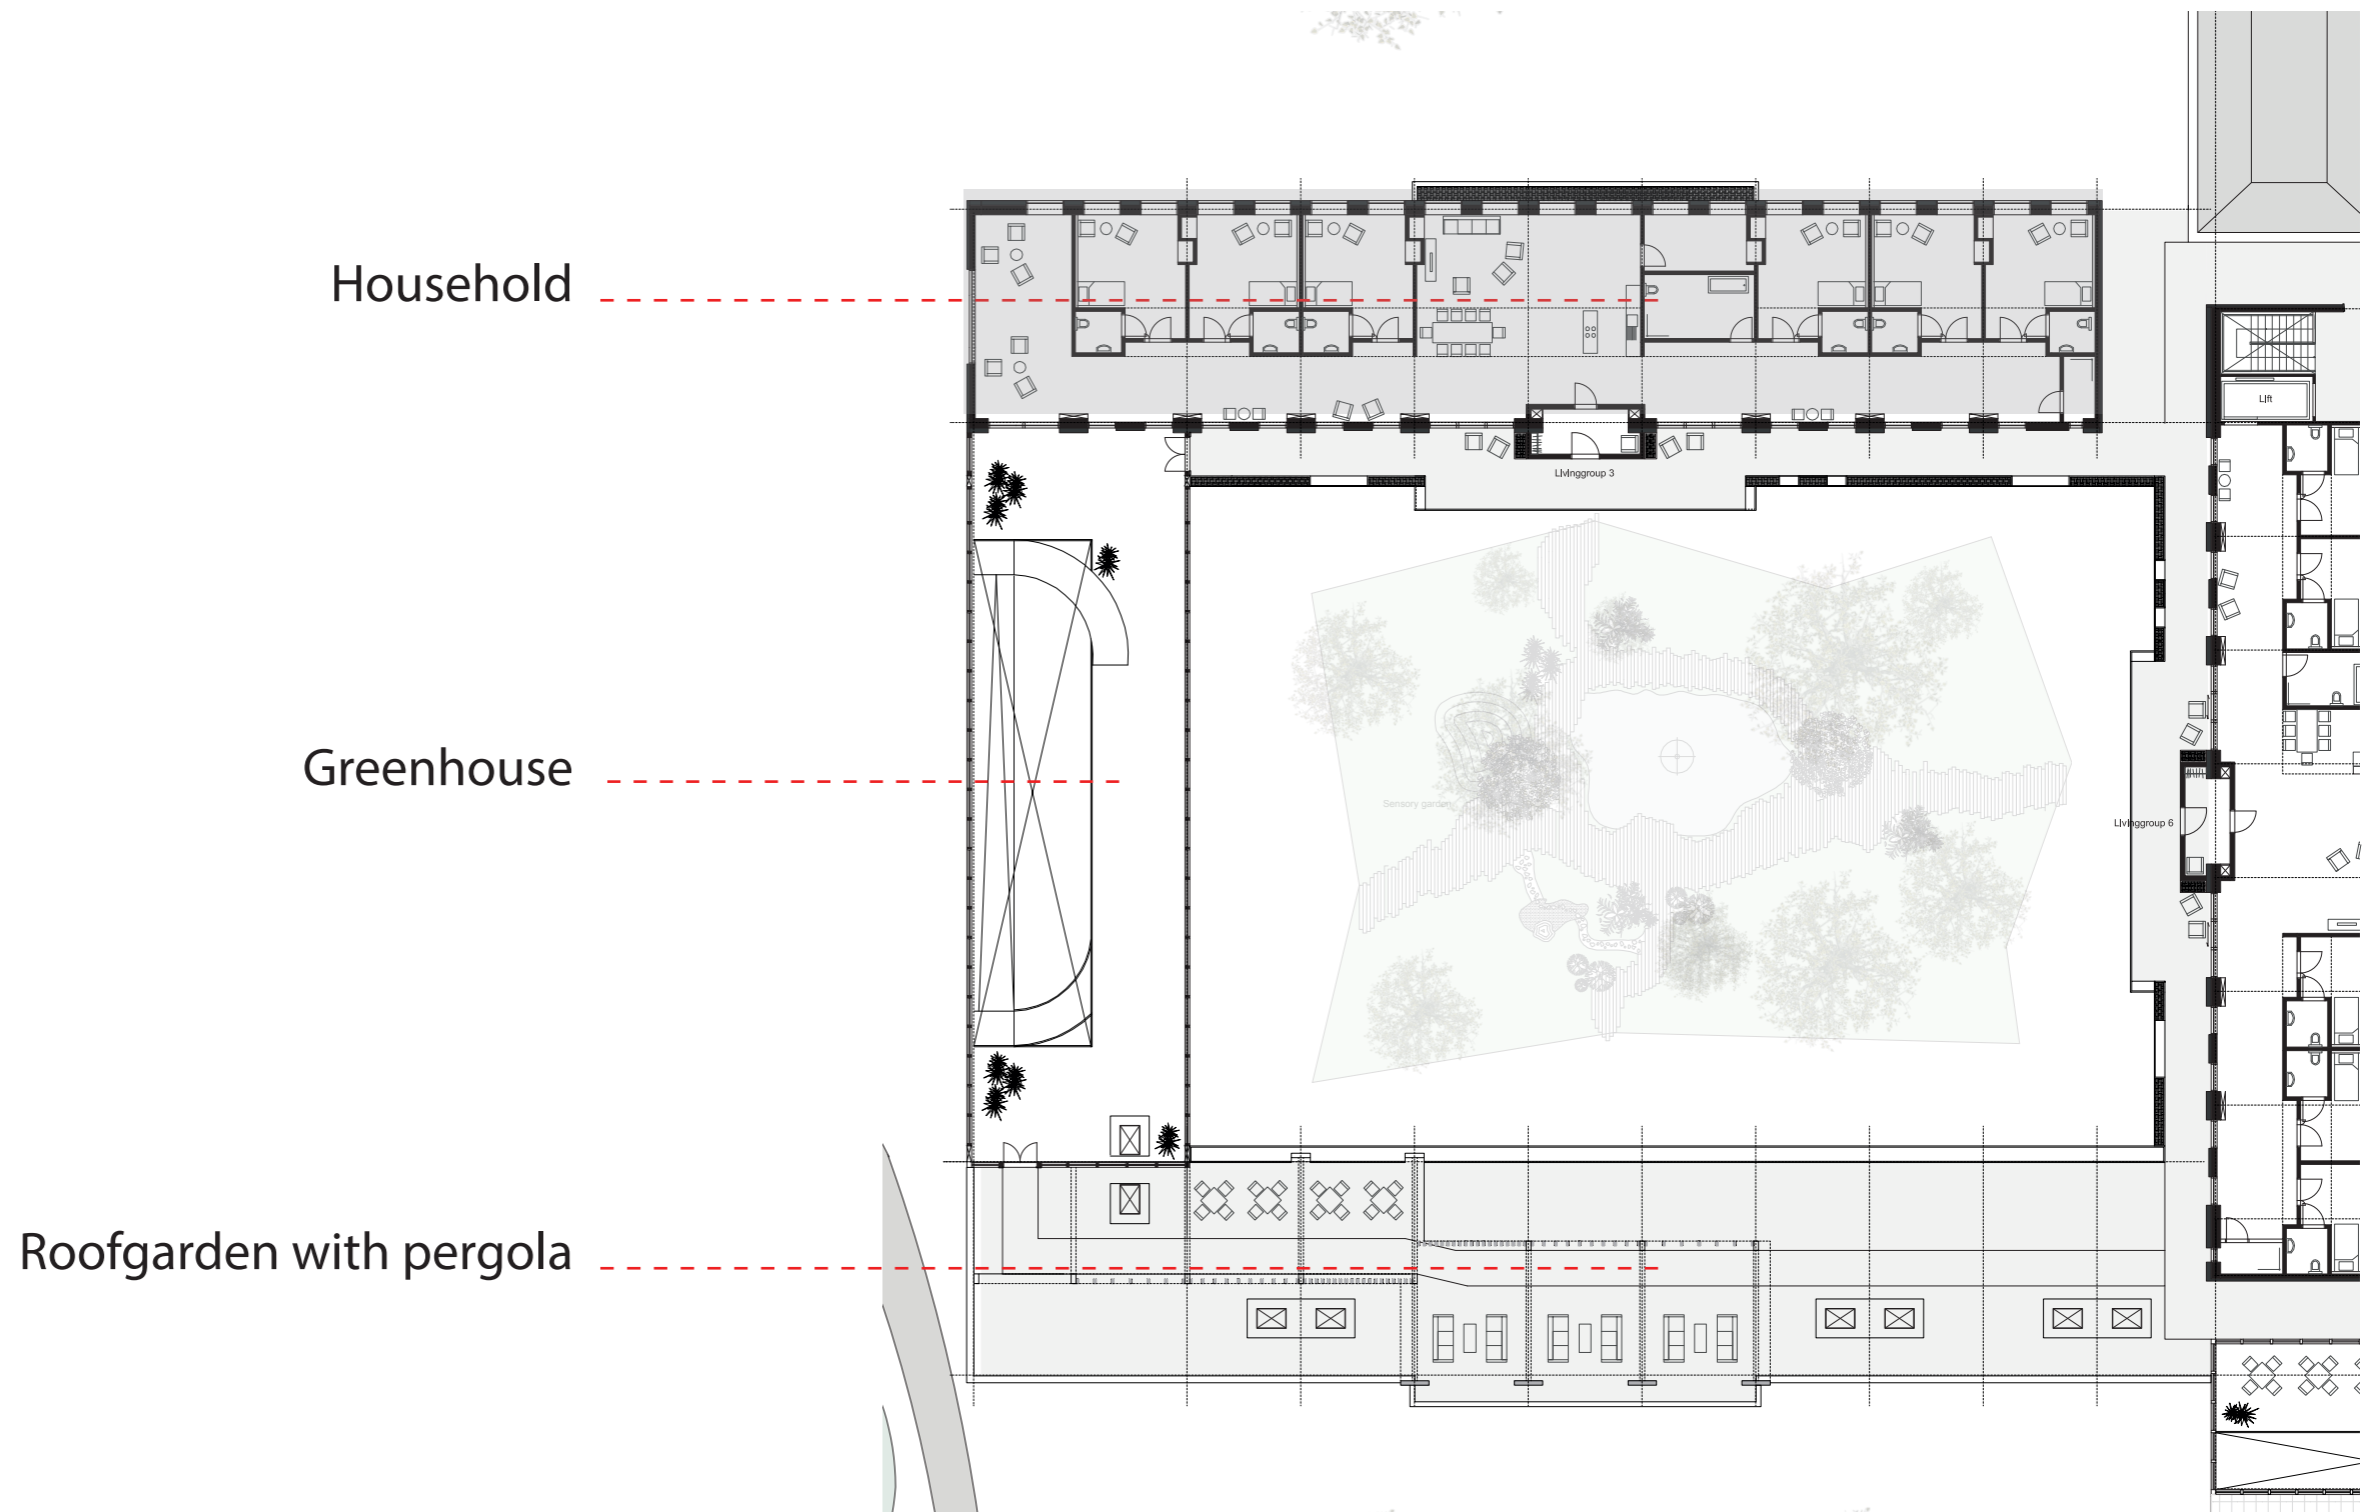 Household
Lift
Livinggroup 3
Greenhouse
Sensory garden
Livinggroup 6
Roofgarden with pergola